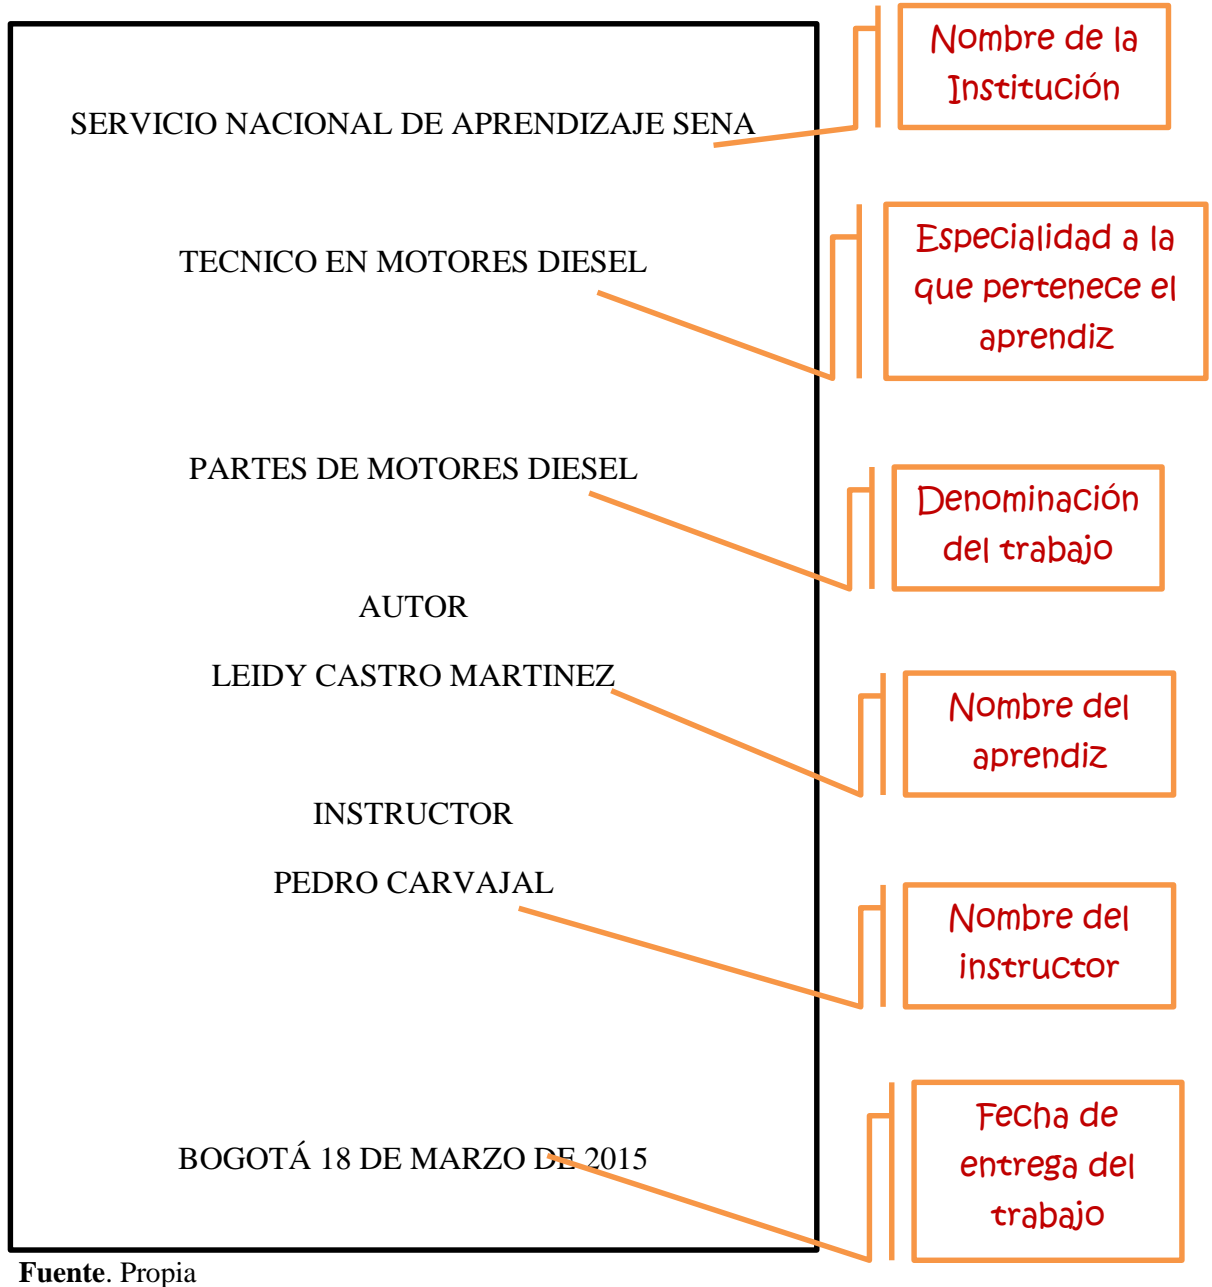 Nombre de la
Institución
SERVICIO NACIONAL DE APRENDIZAJE SENA
Especialidad a la
que pertenece el
aprendiz
TECNICO EN MOTORES DIESEL
PARTES DE MOTORES DIESEL
Denominación
del trabajo
AUTOR
LEIDY CASTRO MARTINEZ
Nombre del
aprendiz
INSTRUCTOR
PEDRO CARVAJAL
Nombre del
instructor
BOGOTÁ 18 DE MARZO DE 2015
Fecha de
entrega del
trabajo
Fuente. Propia